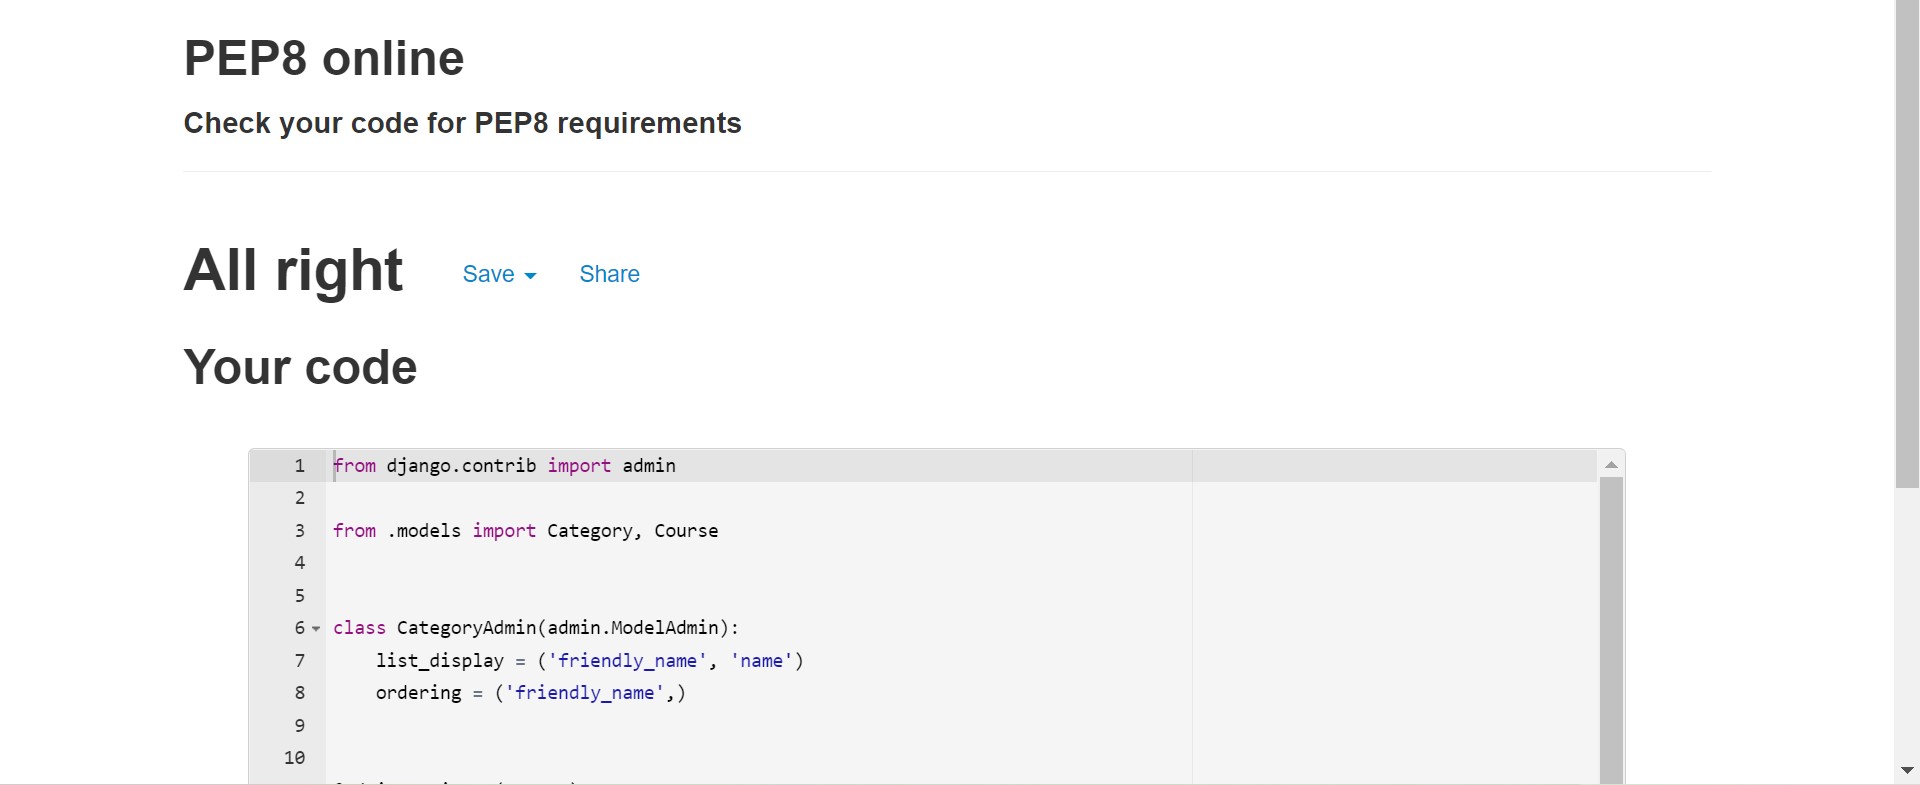 PEP8 online
Check your code for PEP8 requirements
All right Save Share
Your code
1 from django.contrib import admin
2
3 from .models import Category, Course
4
5
6 class CategoryAdmin(admin.ModelAdmin):
7 list_display = ('friendly_name', 'name')
8 ordering = ('friendly_name',)
9
10